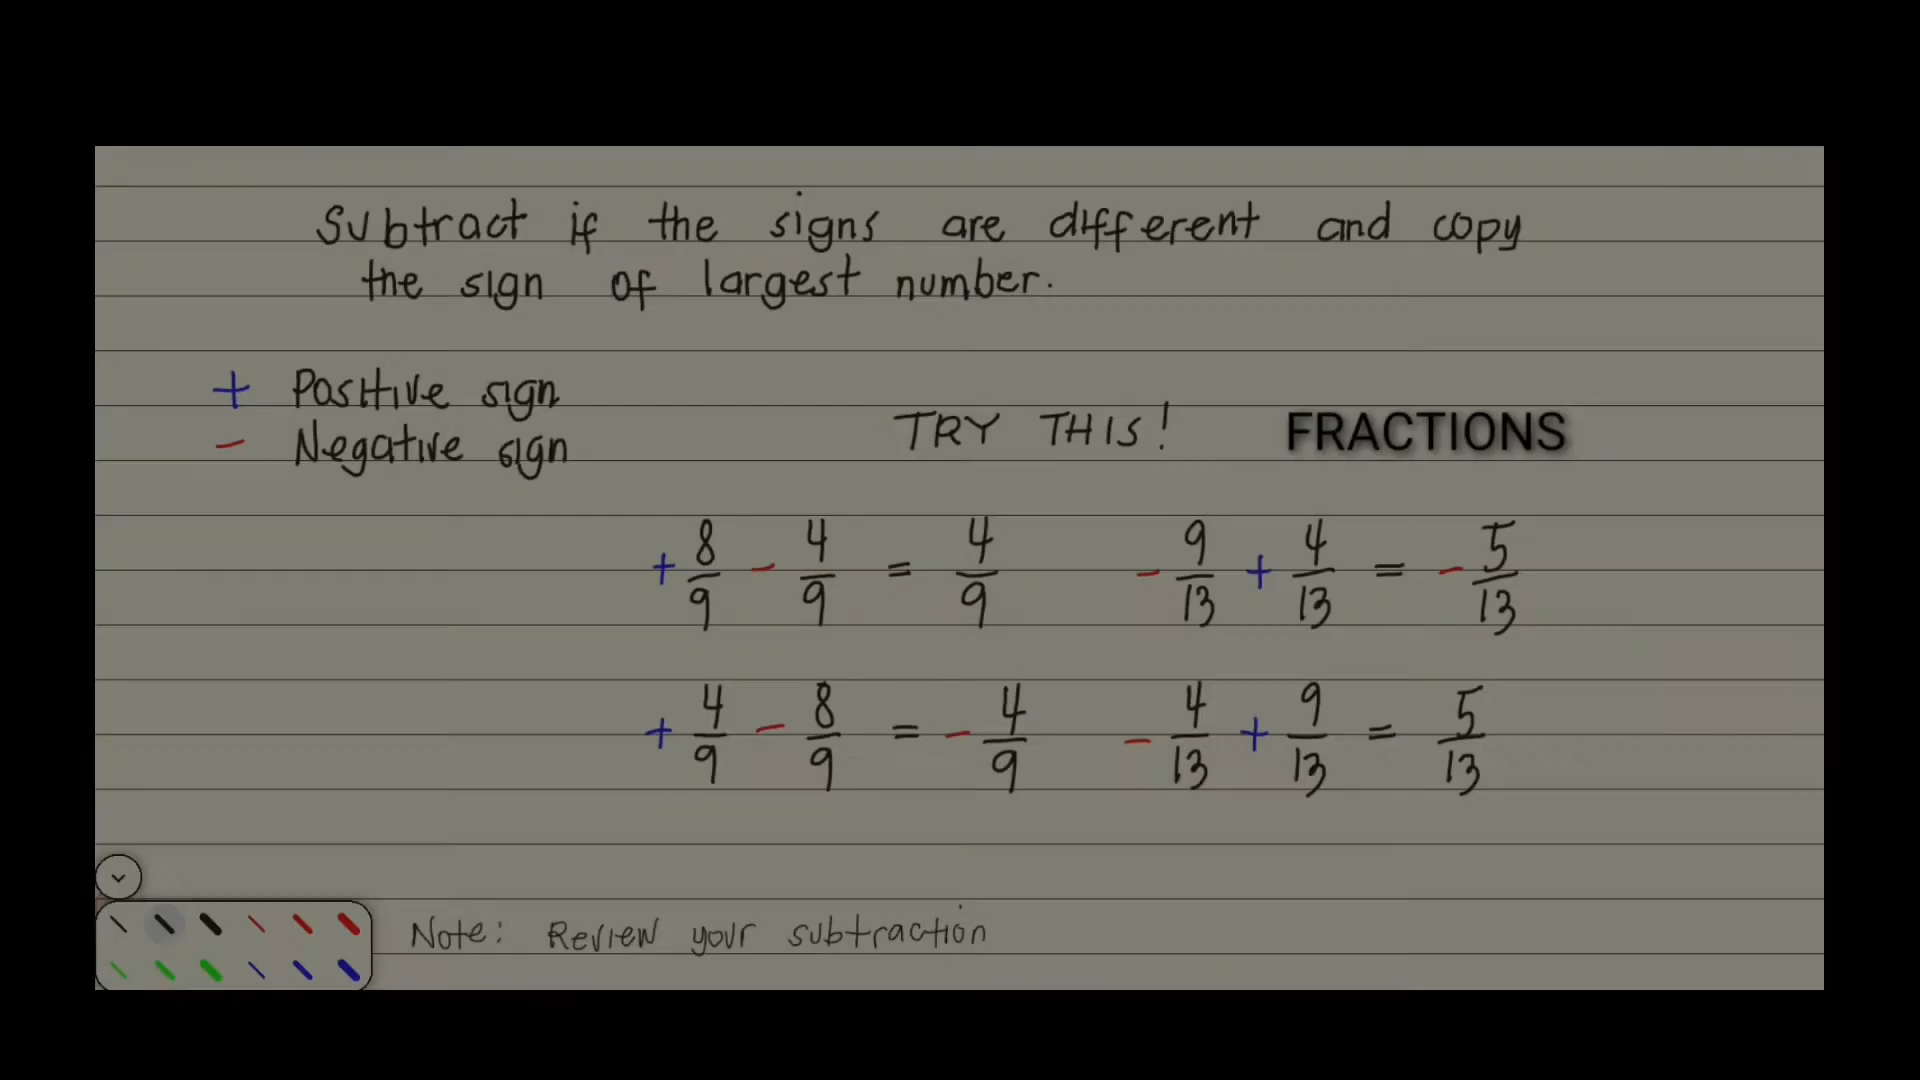 Subtract if the signs are different and copy
the sign of largest number.
+ Positive sign
- Negative sign
TRY THIS! FRACTIONS
+ 8/9 - 4/9 = 4/9
- 9/13 + 4/13 = - 5/13
+ 4/9 - 8/9 = - 4/9
- 4/13 + 9/13 = 5/13
Note: Review your subtraction